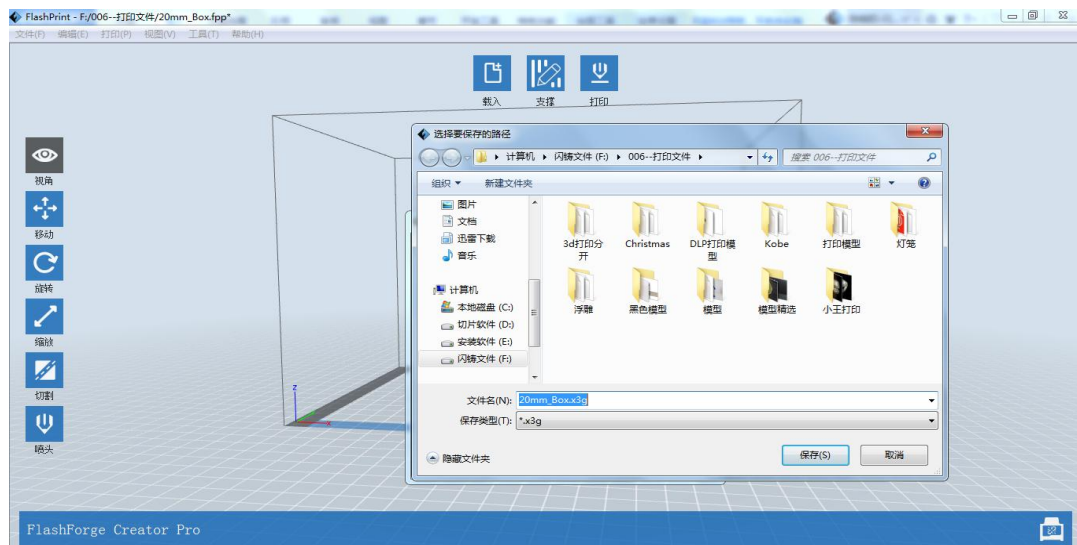 FlashPrint - F:/006--打印文件/20mm_Box.fpp*
文件(F) 编辑(E) 打印(P) 视图(V) 工具(T) 帮助(H)
载入 支撑 打印
视角
移动
旋转
缩放
切割
喷头
选择要保存的路径
计算机 闪铸文件 (F:) 006--打印文件
搜索 006--打印文件
组织 新建文件夹
图片
文档
迅雷下载
音乐
计算机
本地磁盘 (C:)
切片软件 (D:)
安装软件 (E:)
闪铸文件 (F:)
3d打印分开 Christmas DLP打印模型 Kobe 打印模型 灯笼
浮雕 黑色模型 模型 模型精选 小王打印
文件名(N): 20mm_Box.x3g
保存类型(T): *.x3g
隐藏文件夹
保存(S) 取消
z
x
FlashForge Creator Pro